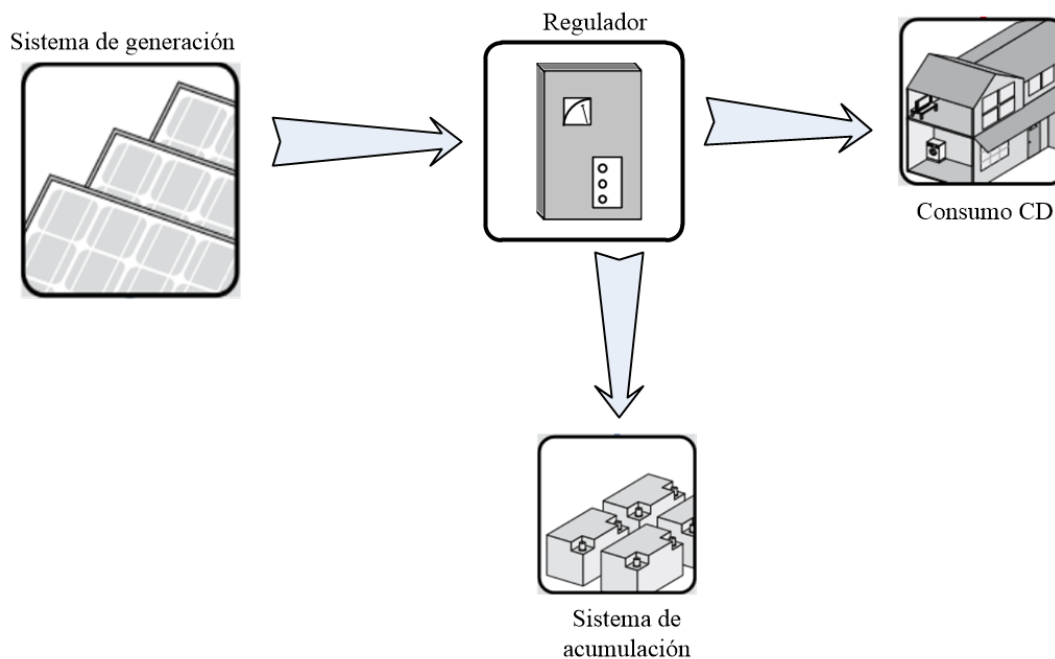 Sistema de generación
Regulador
Consumo CD
Sistema de
acumulación